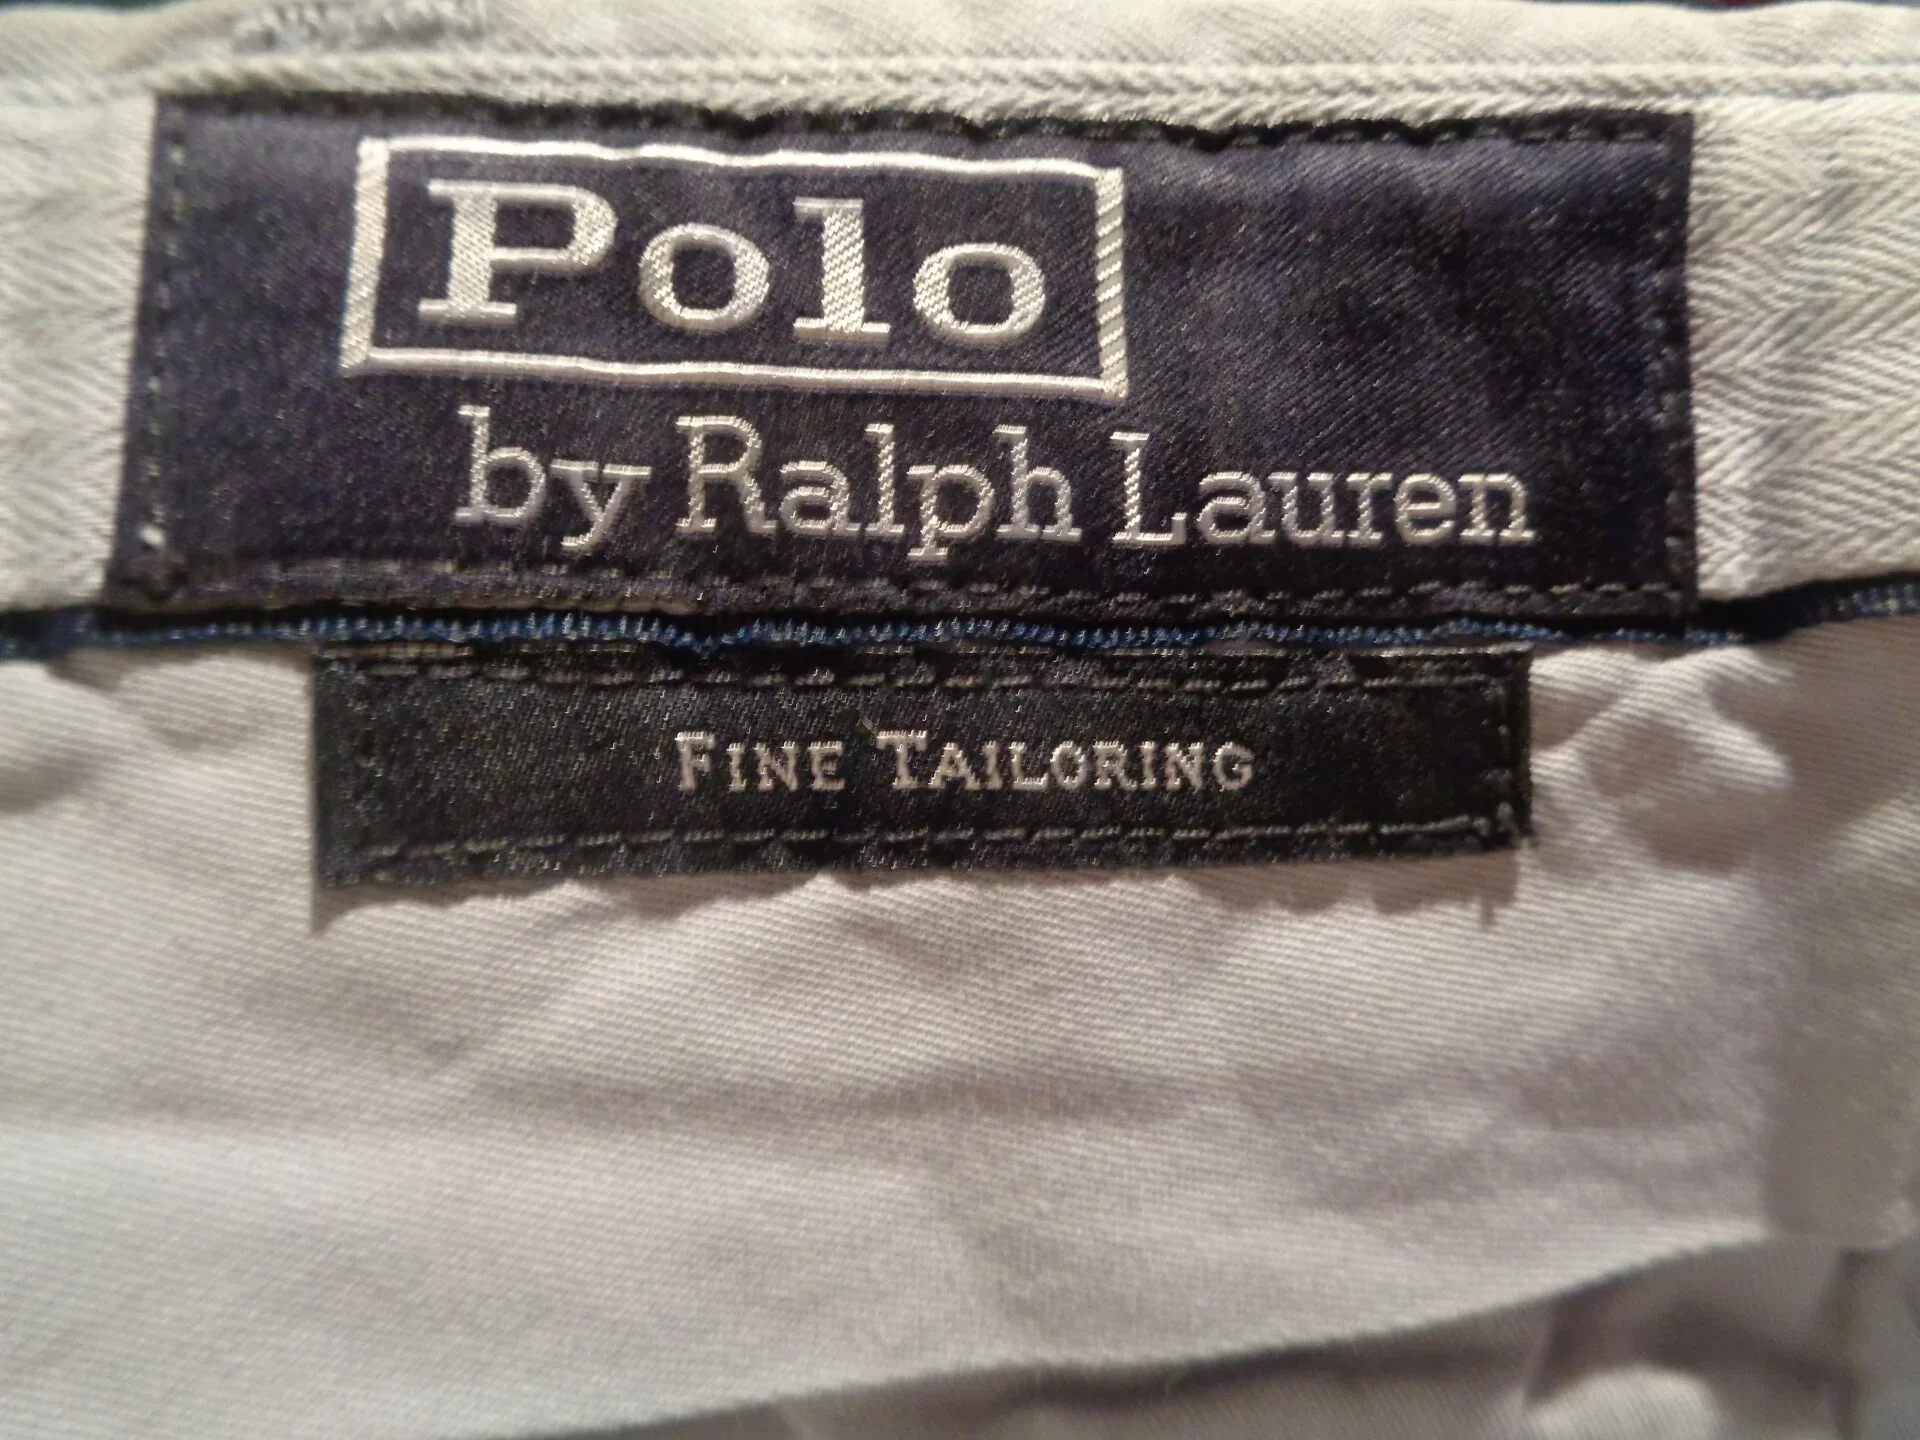 Polo
by Ralph Lauren
FINE TAILORING